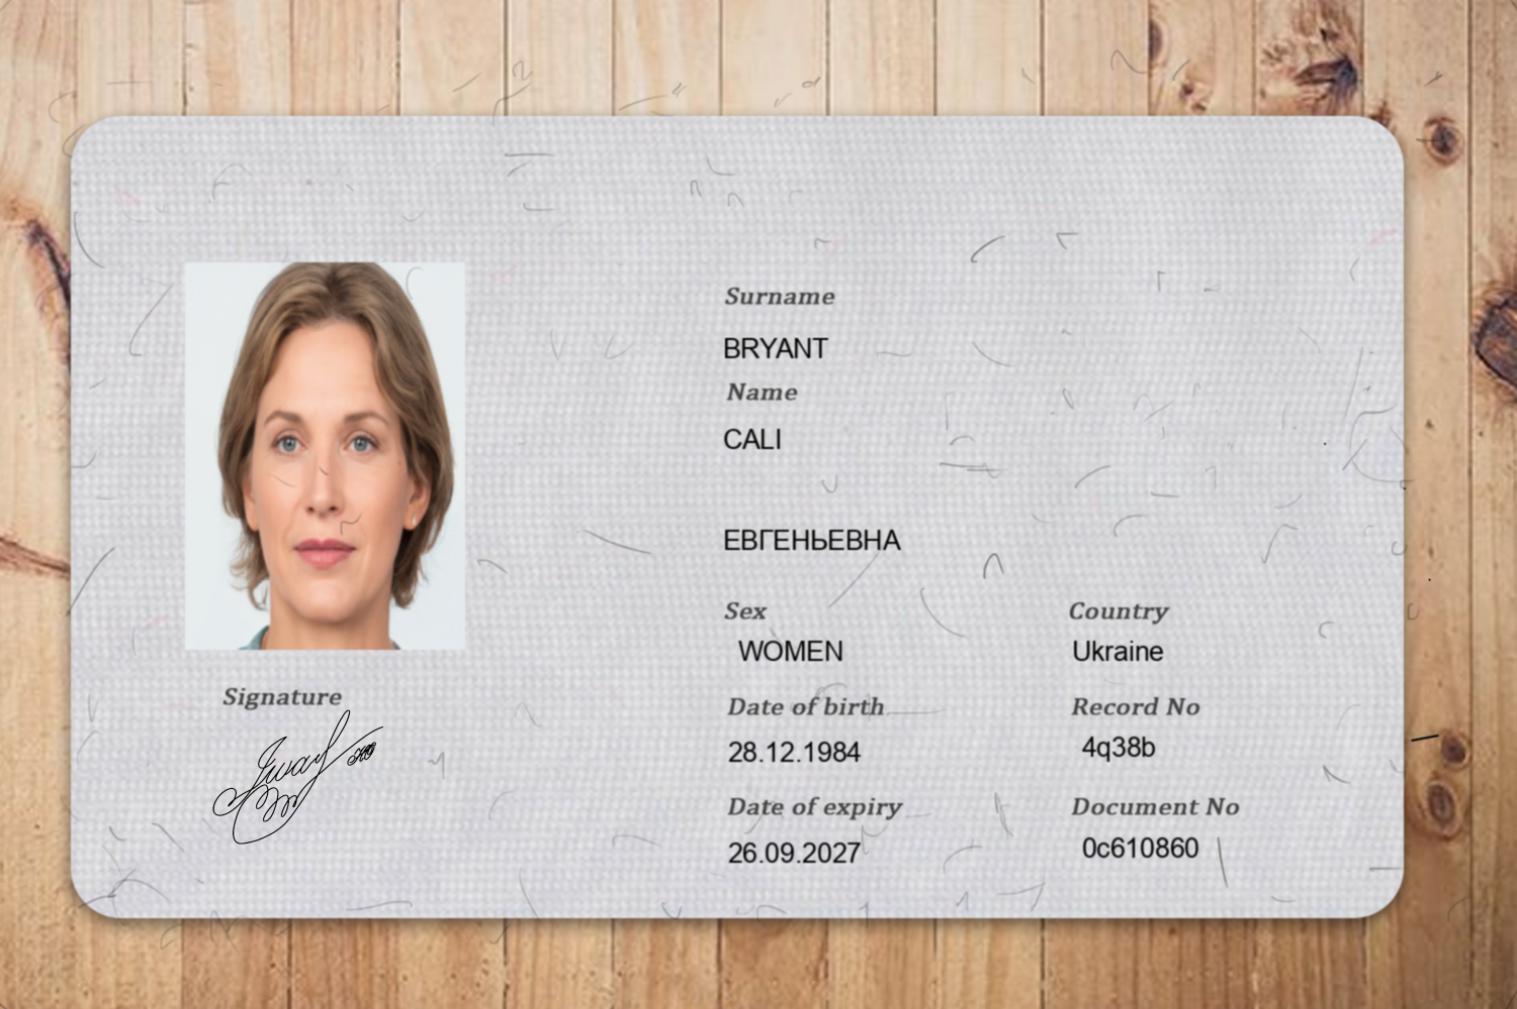 Surname
BRYANT
Name
CALI
ЕВГЕНЬЕВНА
Sex
Country
WOMEN
Ukraine
Date of birth
Record No
28.12.1984
4q38b
Date of expiry
Document No
26.09.2027
0c610860
Signature